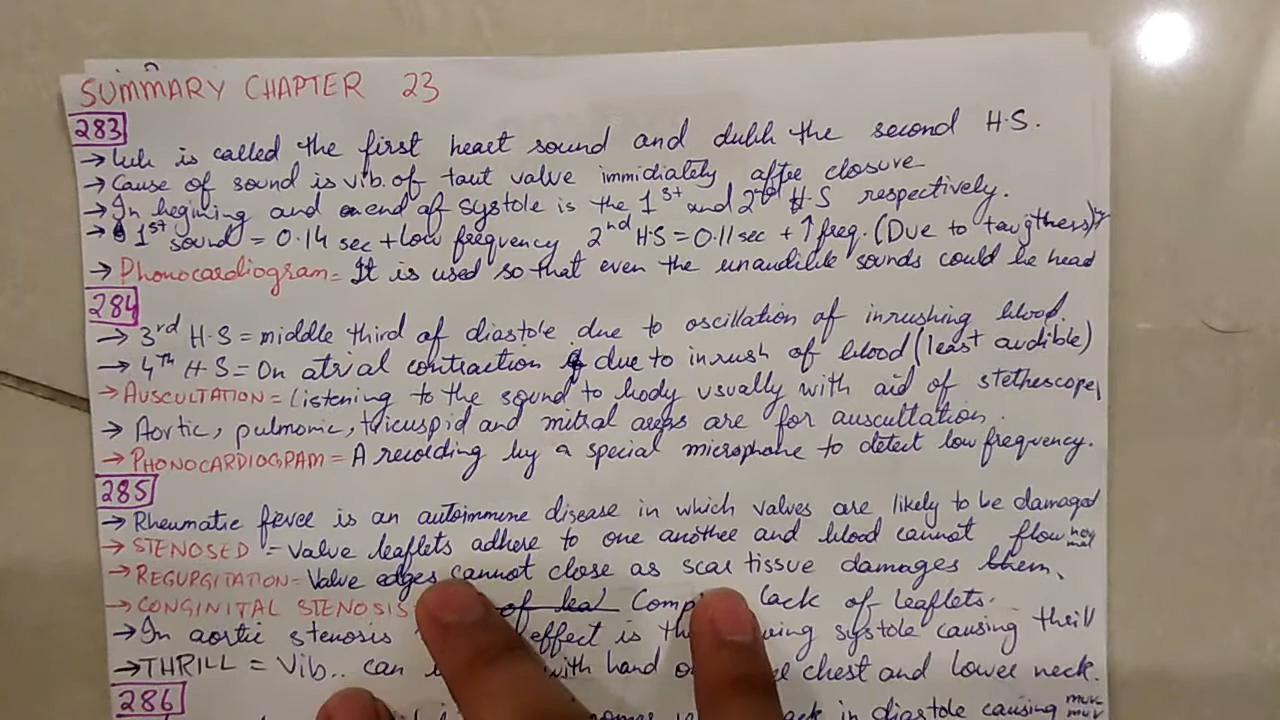 SUMMARY CHAPTER 23
283
→ Lub is called the first heart sound and dubb the second H.S.
→ Cause of sound is vib. of taut valve immidiately after closure
→ In begining and end of systole is the 1st and 2nd H.S respectively.
→ 1st sound = 0.14 sec + low frequency 2nd H.S = 0.11 sec + ↑ freq. (Due to
→ Phonocardiogram = It is used so that even the unaudible sounds could be heard
284
→ 3rd H.S = middle third of diastole due to oscillation of inrushing blood.
→ 4th H.S = On atrial contraction due to inrush of blood (least audible)
→ AUSCULTATION = Listening to the sound to body usually with aid of stethescope
→ Aortic, pulmonic, tricuspid and mitral areas are for auscultation.
→ PHONOCARDIOGRAM = A recording by a special microphone to detect low frequency.
285
→ Rheumatic fever is an autoimmune disease in which valves are likely to be damaged
→ STENOSED = Valve leaflets adhere to one another and blood cannot flow normal
→ REGURGITATION = Valve edges cannot close as scar tissue damages them.
→ CONGINITAL STENOSIS of lea lack of leaflets.
→ In aortic stenosis effect is systole causing thrill
→ THRILL = Vib.. can with hand chest and lower neck.
286
in diastole causing murmur